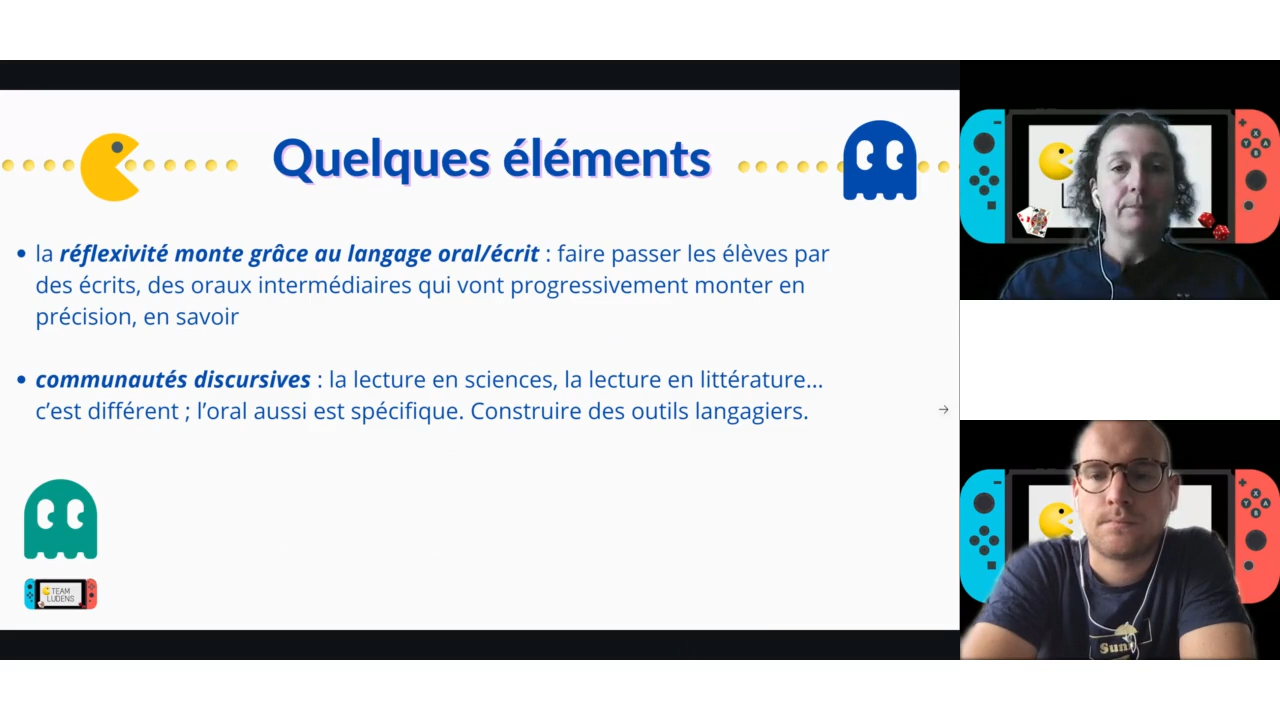 Quelques éléments
• la réflexivité monte grâce au langage oral/écrit : faire passer les élèves par
des écrits, des oraux intermédiaires qui vont progressivement monter en
précision, en savoir
• communautés discursives : la lecture en sciences, la lecture en littérature...
c'est différent ; l'oral aussi est spécifique. Construire des outils langagiers.
TEAM
LUDENS
X
Y
A
B
X
Y
A
B